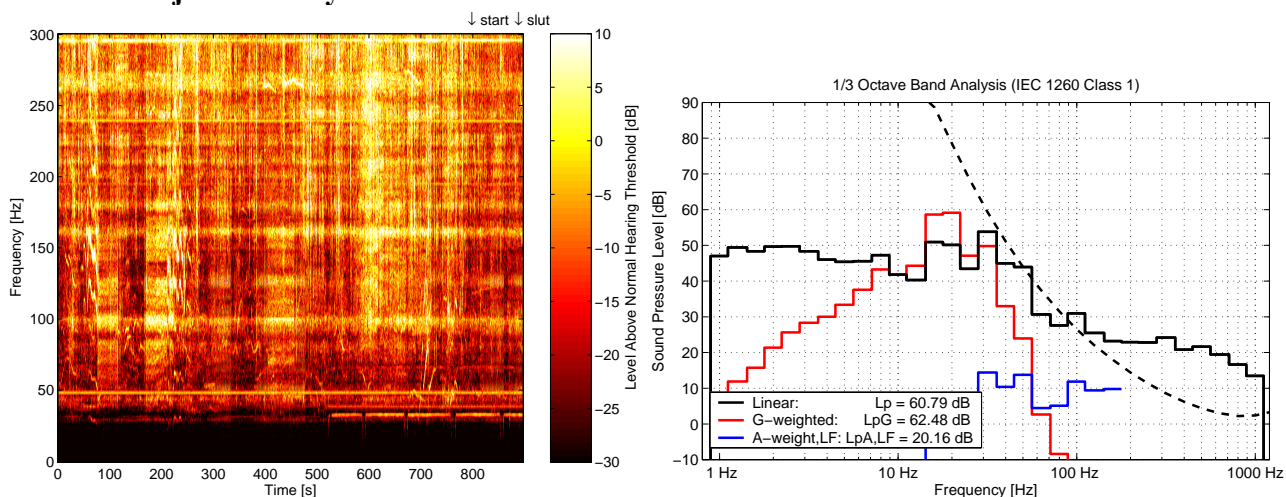 ↓ start ↓ slut
300
250
200
150
100
50
0
Frequency [Hz]
0 100 200 300 400 500 600 700 800
Time [s]
10
5
0
−5
−10
−15
−20
−25
−30
Level Above Normal Hearing Threshold [dB]
1/3 Octave Band Analysis (IEC 1260 Class 1)
90
80
70
60
50
40
30
20
10
0
−10
Sound Pressure Level [dB]
Linear: Lp = 60.79 dB
G−weighted: LpG = 62.48 dB
A−weight,LF: LpA,LF = 20.16 dB
1 Hz 10 Hz 100 Hz 1000 Hz
Frequency [Hz]